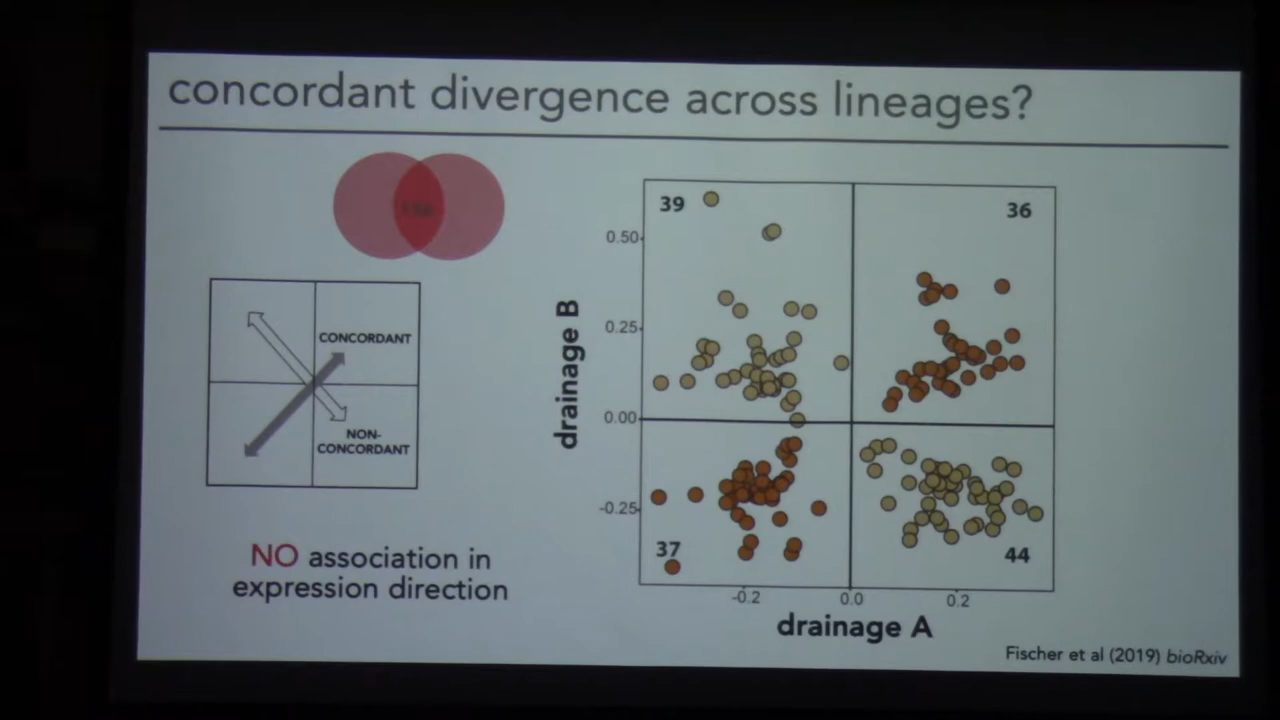 concordant divergence across lineages?
CONCORDANT
NON-
CONCORDANT
NO association in
expression direction
39
36
37
44
0.50
0.25
0.00
-0.25
drainage B
-0.2
0.0
0.2
drainage A
Fischer et al (2019) bioRxiv